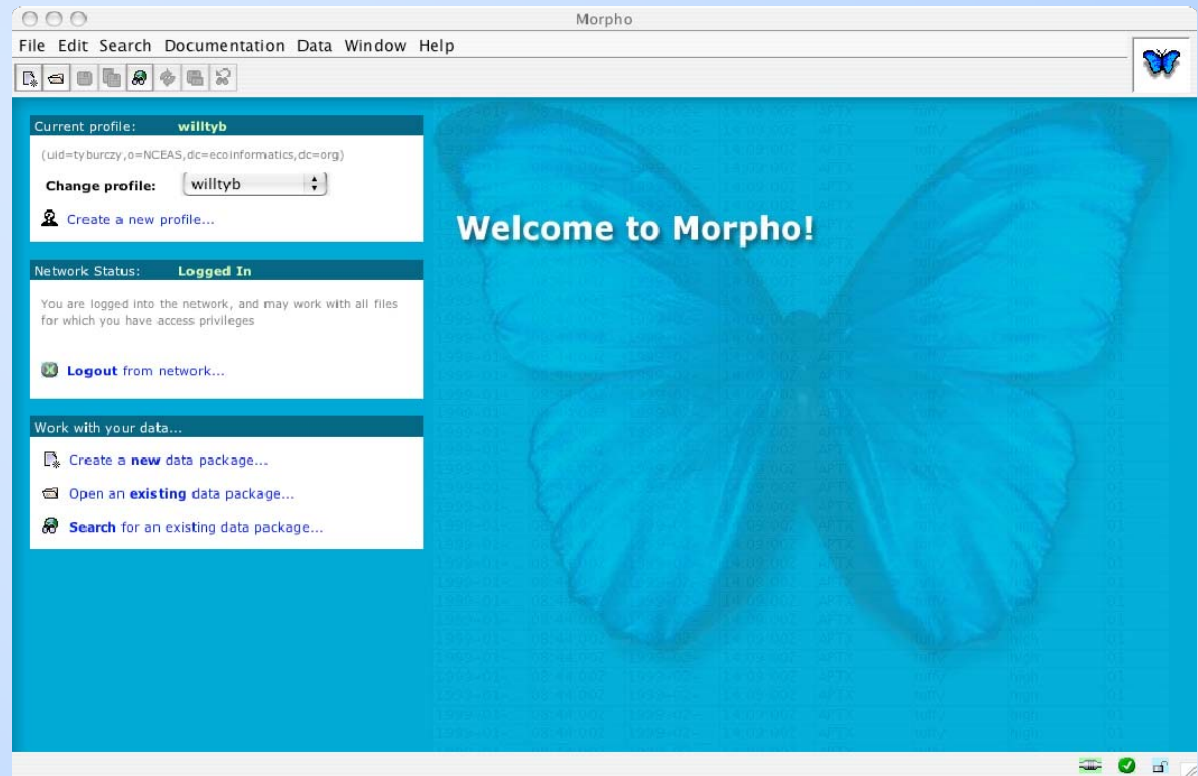 Morpho
File Edit Search Documentation Data Window Help
Current profile: willtyb
(uid=tyburczy,o=NCEAS,dc=ecoinformatics,dc=org)
Change profile: willtyb
Create a new profile...
Welcome to Morpho!
Network Status: Logged In
You are logged into the network, and may work with all files
for which you have access privileges
Logout from network...
Work with your data...
Create a new data package...
Open an existing data package...
Search for an existing data package...